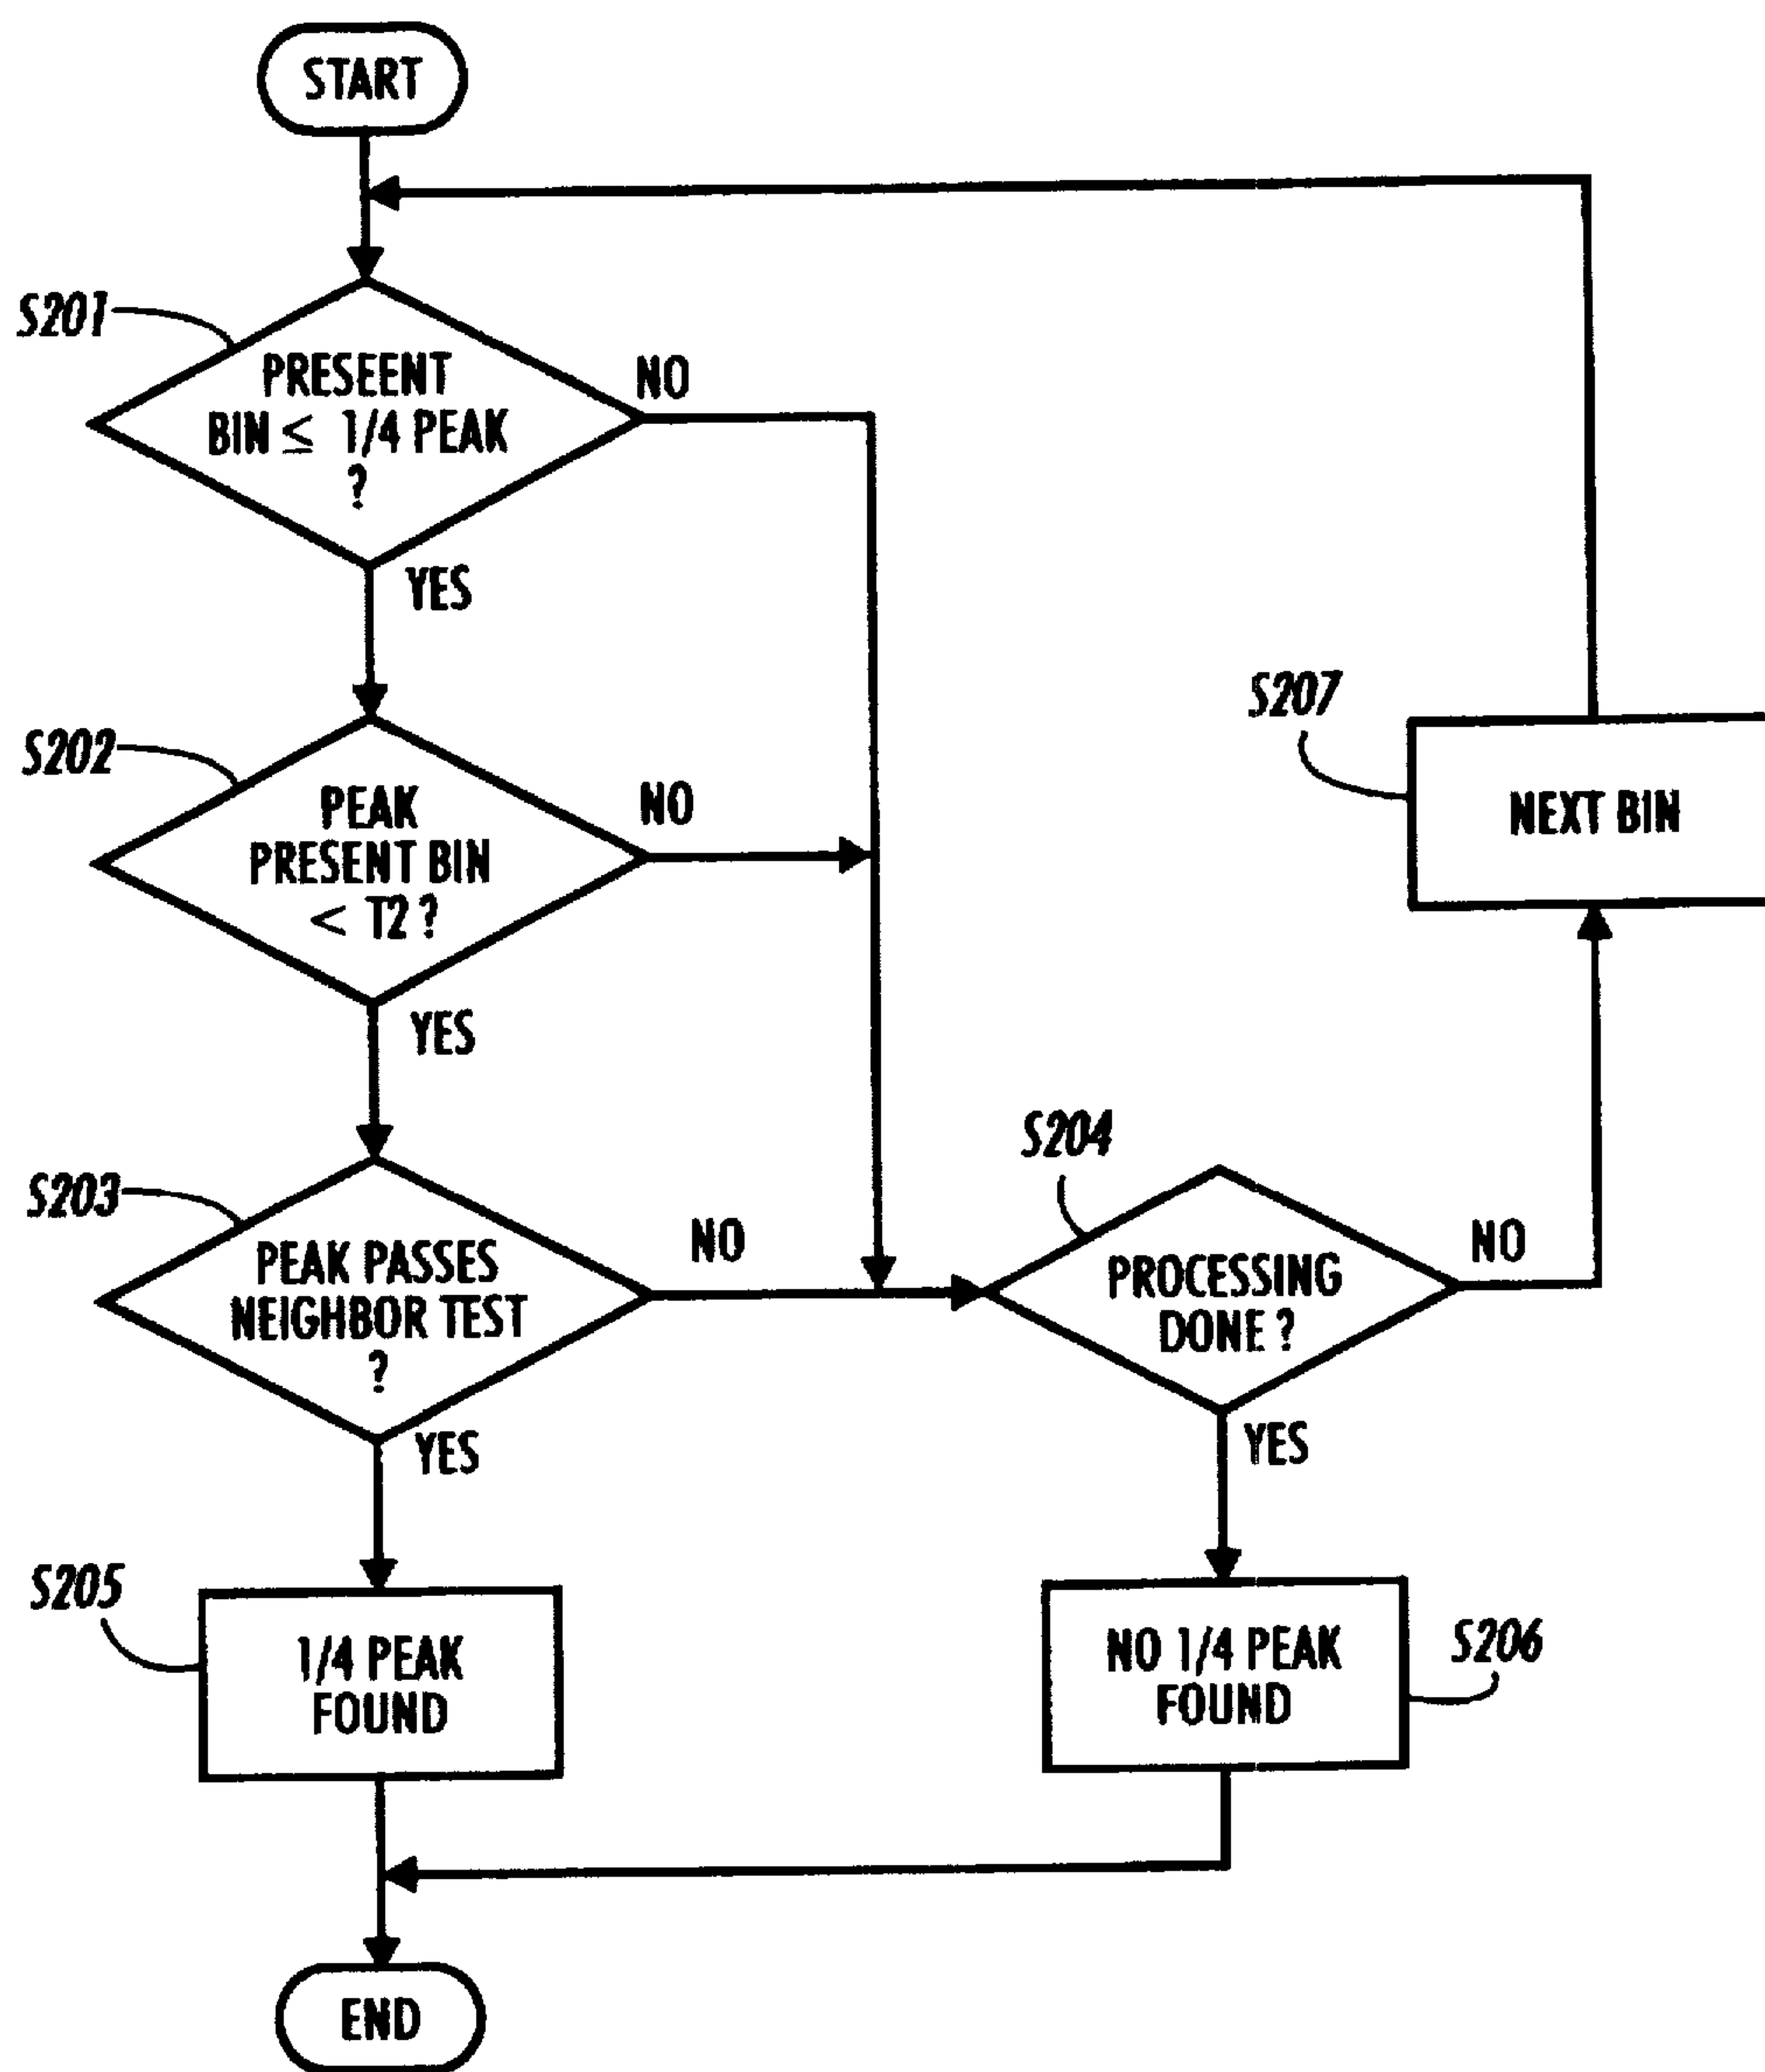 START
S201
PRESEENT
BIN ≤ 1/4 PEAK
?
NO
YES
S202
PEAK
PRESENT BIN
< T2 ?
NO
YES
S207
NEXT BIN
S203
PEAK PASSES
NEIGHBOR TEST
?
NO
YES
S204
PROCESSING
DONE ?
NO
YES
S205
1/4 PEAK
FOUND
NO 1/4 PEAK
FOUND
S206
END